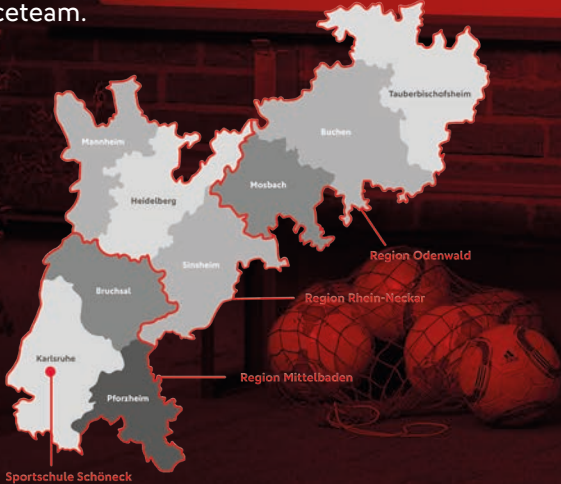 ceteam.
Tauberbischofsheim
Buchen
Mannheim
Mosbach
Heidelberg
Region Odenwald
Sinsheim
Bruchsal
Region Rhein-Neckar
Karlsruhe
Region Mittelbaden
Pforzheim
Sportschule Schöneck